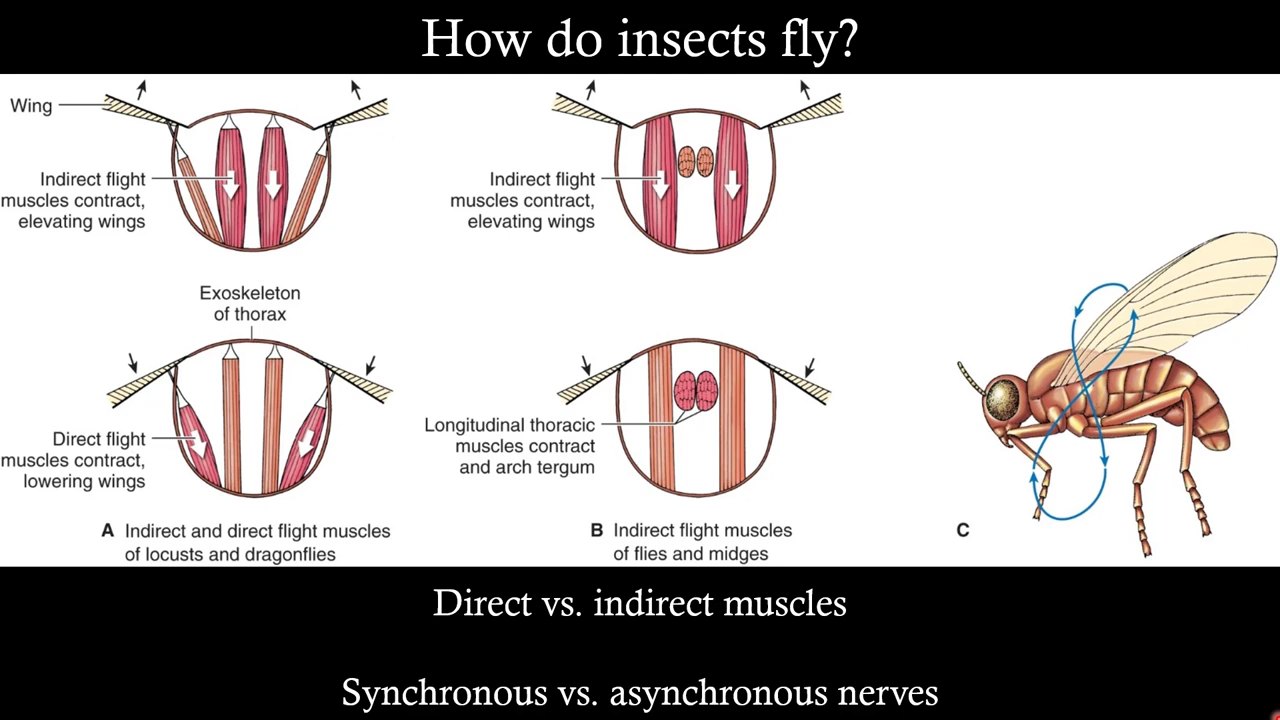 How do insects fly?
Wing
Indirect flight
muscles contract,
elevating wings
Indirect flight
muscles contract,
elevating wings
Exoskeleton
of thorax
Direct flight
muscles contract,
lowering wings
Longitudinal thoracic
muscles contract
and arch tergum
A Indirect and direct flight muscles
of locusts and dragonflies
B Indirect flight muscles
of flies and midges
C
Direct vs. indirect muscles
Synchronous vs. asynchronous nerves